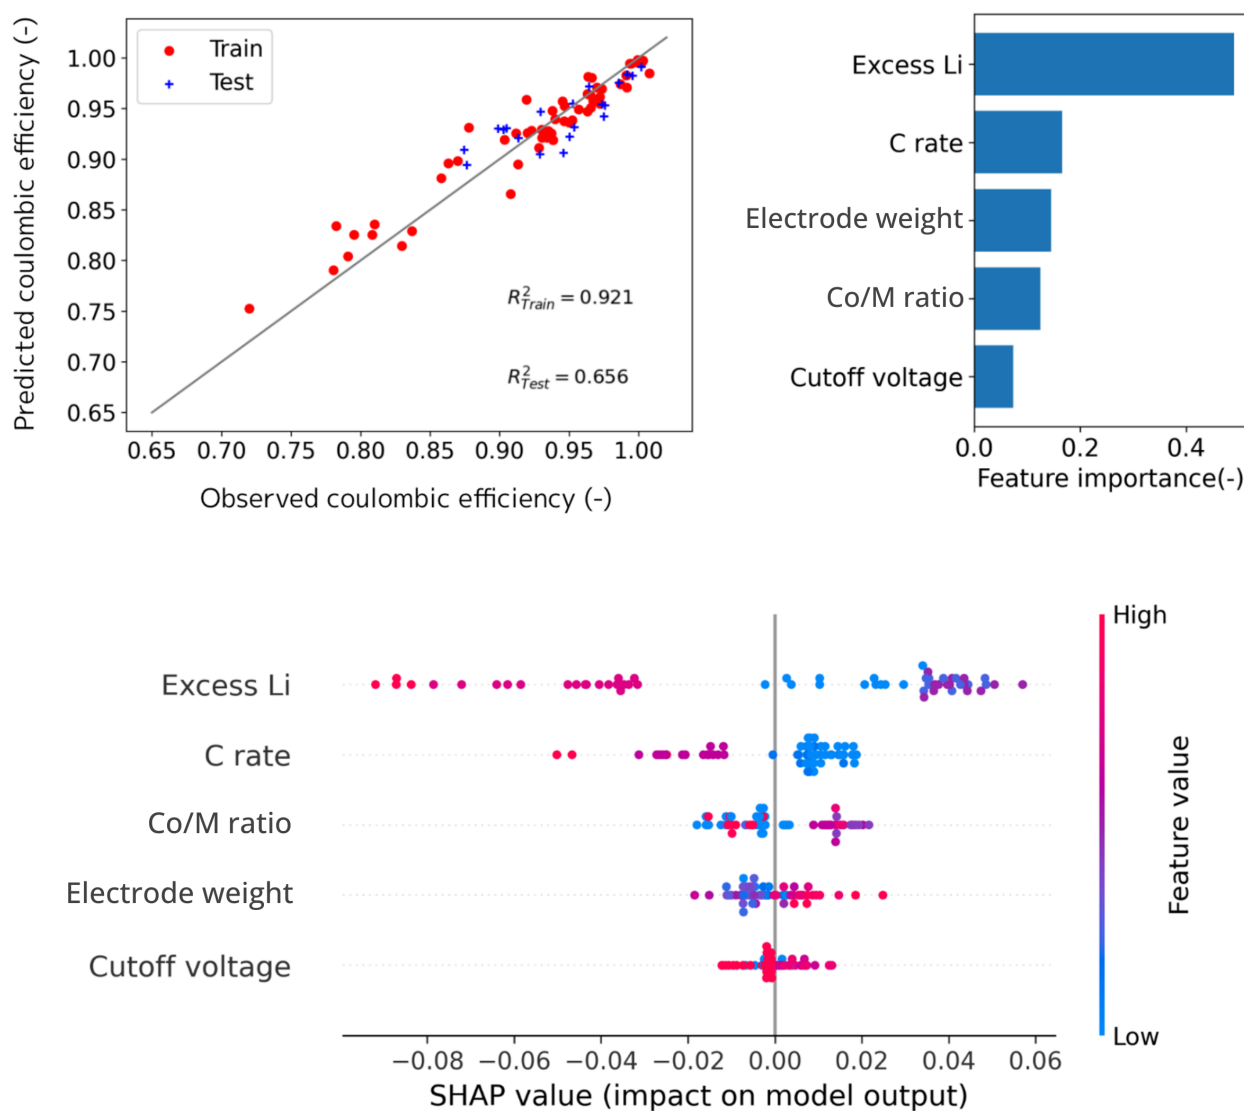 Predicted coulombic efficiency (-)
Train
Test
1.00
0.95
0.90
0.85
0.80
0.75
0.70
0.65
R²Train = 0.921
R²Test = 0.656
0.65 0.70 0.75 0.80 0.85 0.90 0.95 1.00
Observed coulombic efficiency (-)
Excess Li
C rate
Electrode weight
Co/M ratio
Cutoff voltage
0.0 0.2 0.4
Feature importance(-)
Excess Li
C rate
Co/M ratio
Electrode weight
Cutoff voltage
−0.08 −0.06 −0.04 −0.02 0.00 0.02 0.04 0.06
SHAP value (impact on model output)
High
Feature value
Low